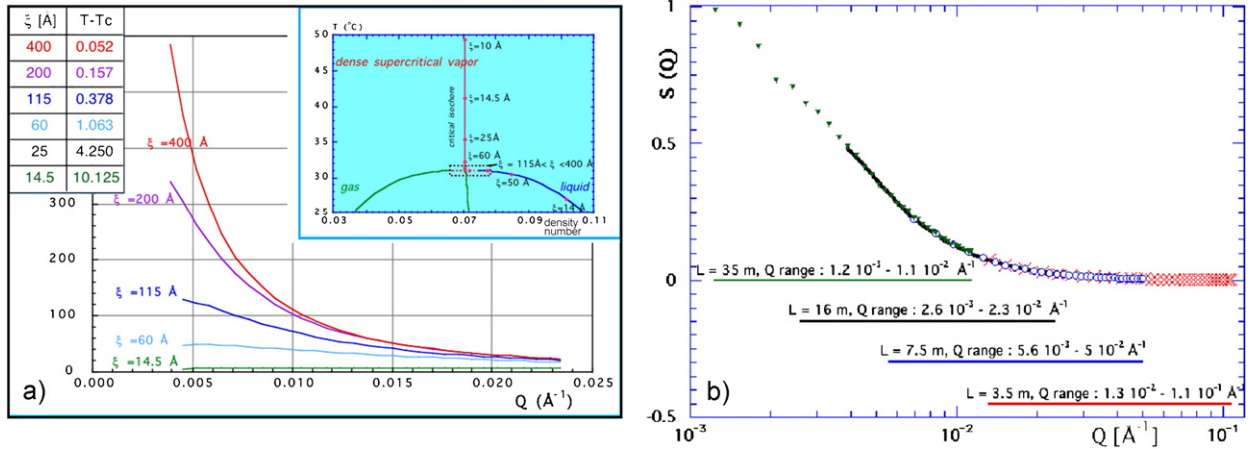 ξ [Å] T-Tc
400 0.052
200 0.157
115 0.378
60 1.063
25 4.250
14.5 10.125
ξ =400 Å
ξ =200 Å
ξ =115 Å
ξ =60 Å
ξ =14.5 Å
300
200
100
0
0.000 0.005 0.010 0.015 0.020 0.025
Q (Å⁻¹)
a)
T (°C)
50
45
40
35
30
25
dense supercritical vapor
critical isochore
ξ=10 Å
ξ=14.5 Å
ξ=25Å
ξ=60 Å
ξ = 115Å< ξ <400 Å
ξ=50 Å
ξ=14 Å
gas
liquid
0.03 0.05 0.07 0.09 0.11
density
number
S (Q)
1
0.5
0
-0.5
L = 35 m, Q range : 1.2 10⁻³ - 1.1 10⁻² Å⁻¹
L = 16 m, Q range : 2.6 10⁻³ - 2.3 10⁻² Å⁻¹
L = 7.5 m, Q range : 5.6 10⁻³ - 5 10⁻² Å⁻¹
L = 3.5 m, Q range : 1.3 10⁻² - 1.1 10⁻¹ Å⁻¹
b)
10⁻³ 10⁻² 10⁻¹
Q [Å⁻¹]